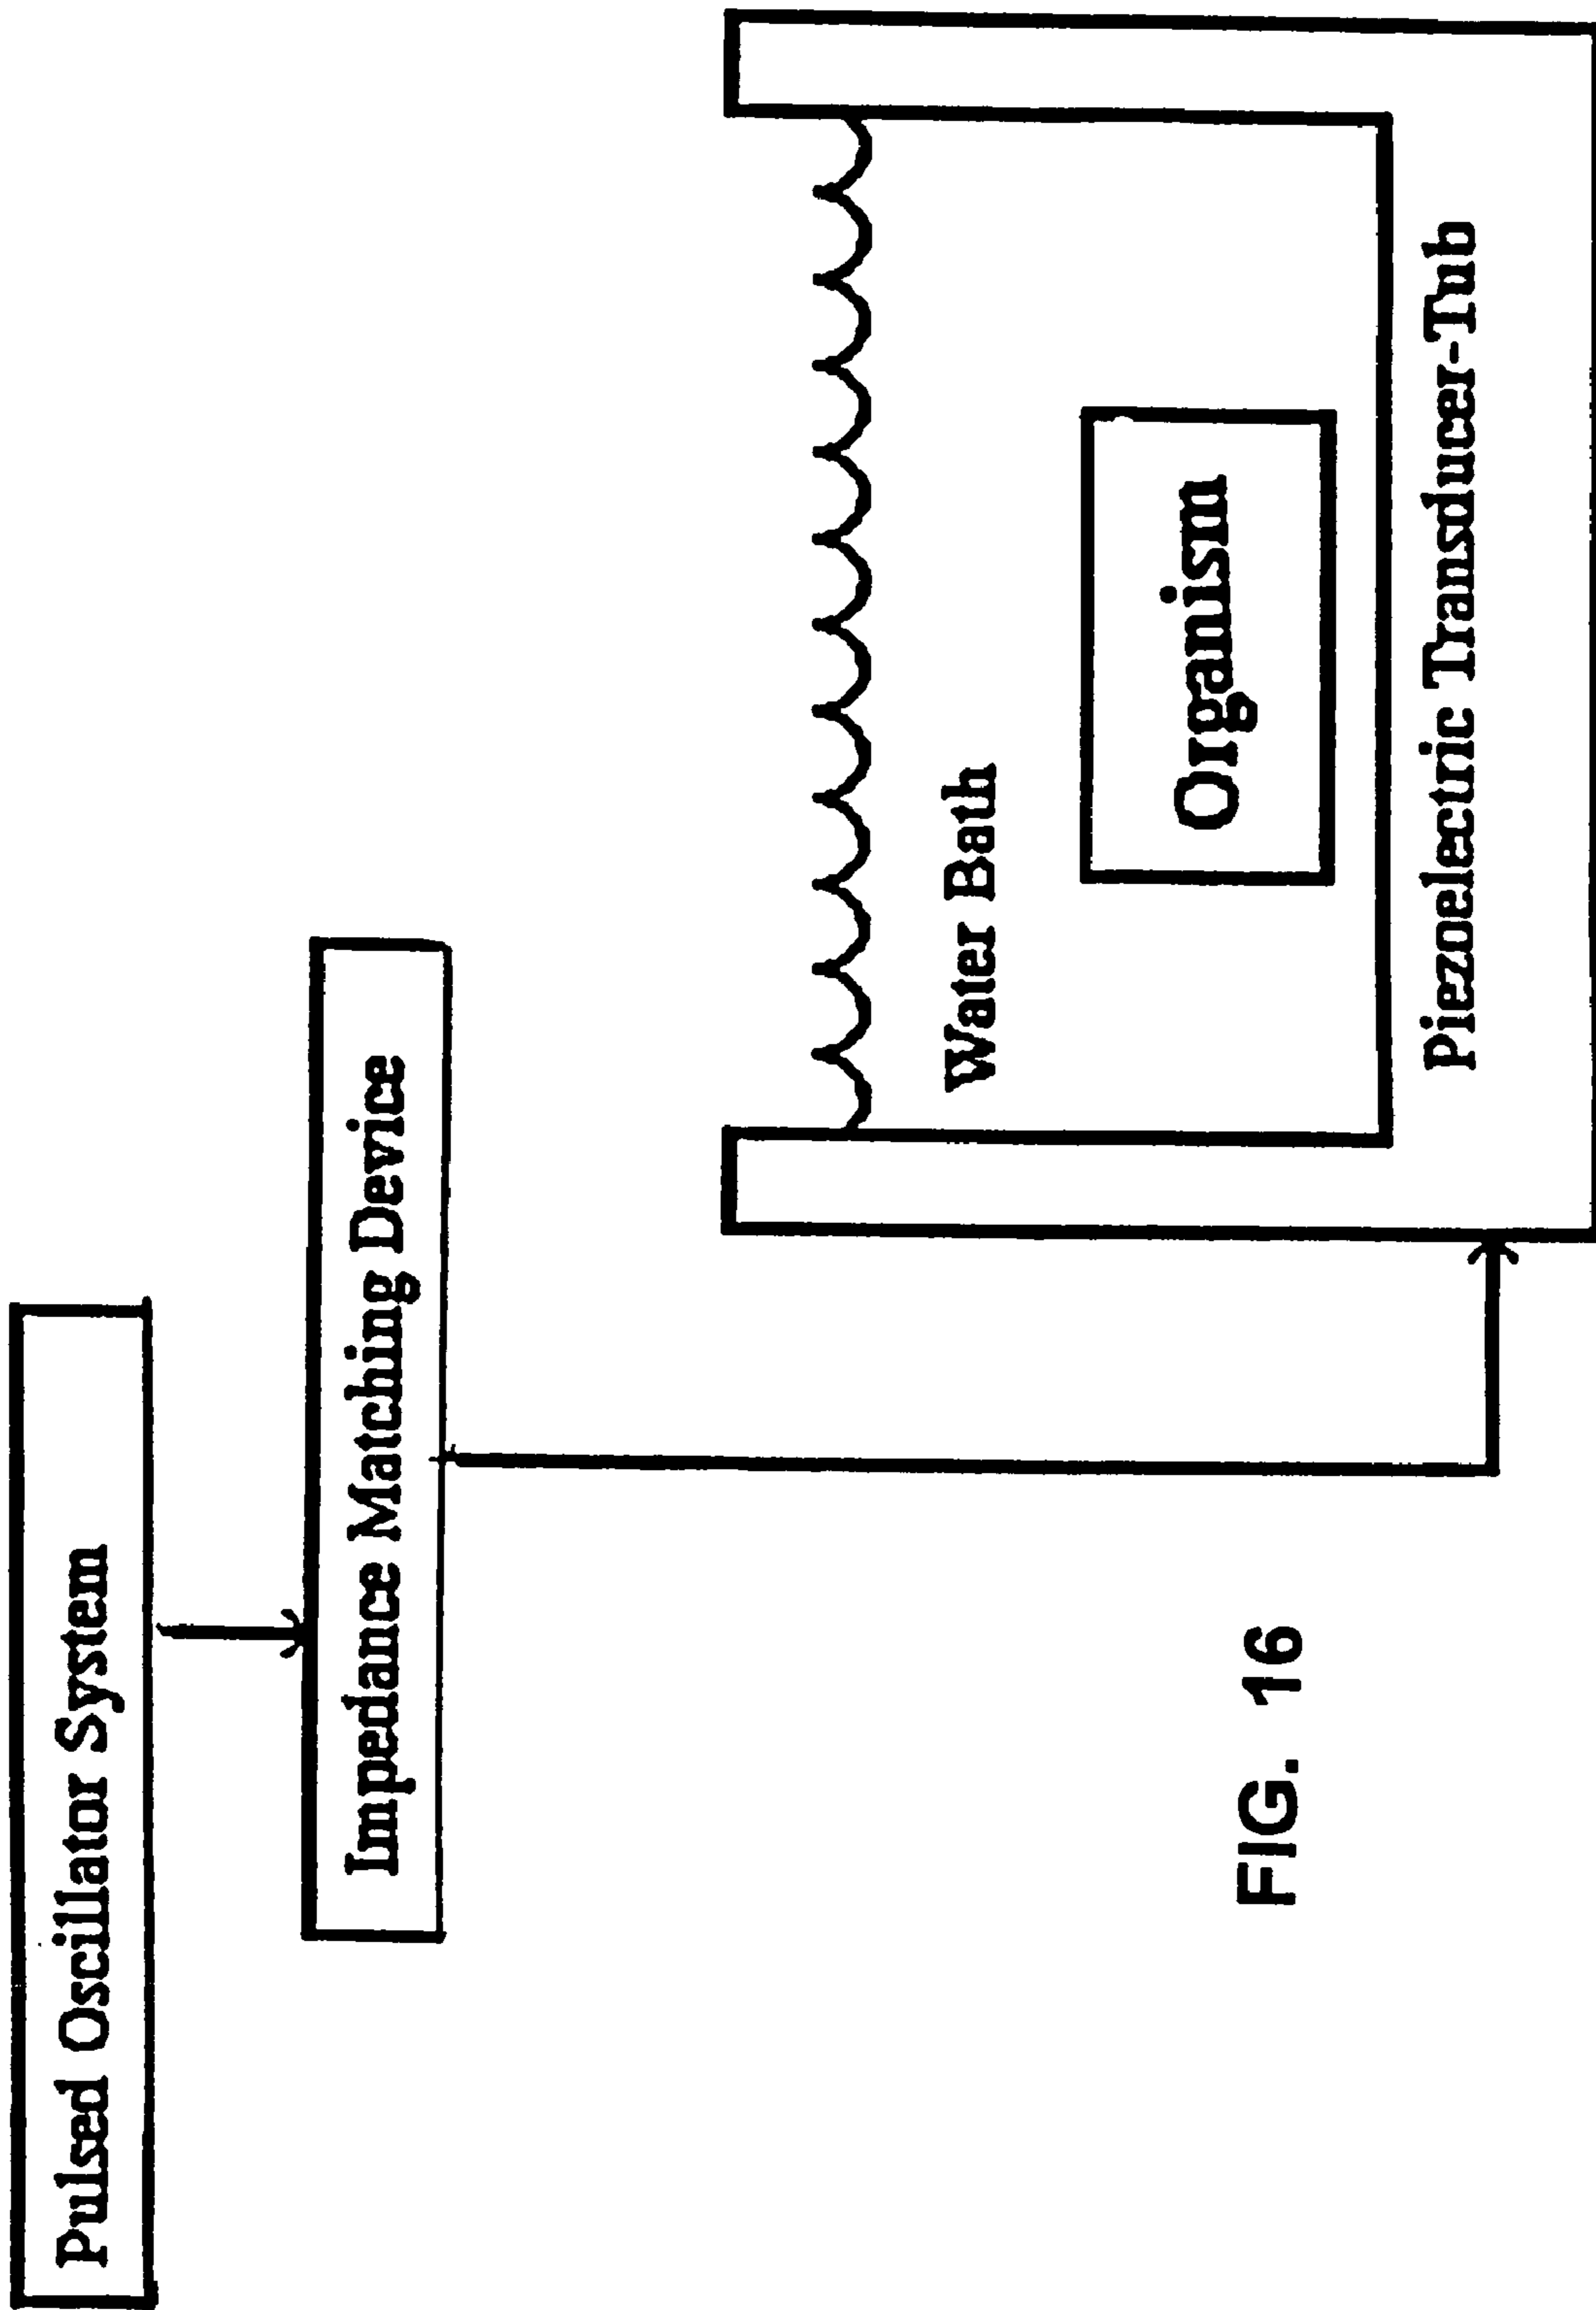 Pulsed Oscillator System
Impedance Matching Device
Water Bath
Organism
Piezoelectric Transducer-Tub
FIG. 16